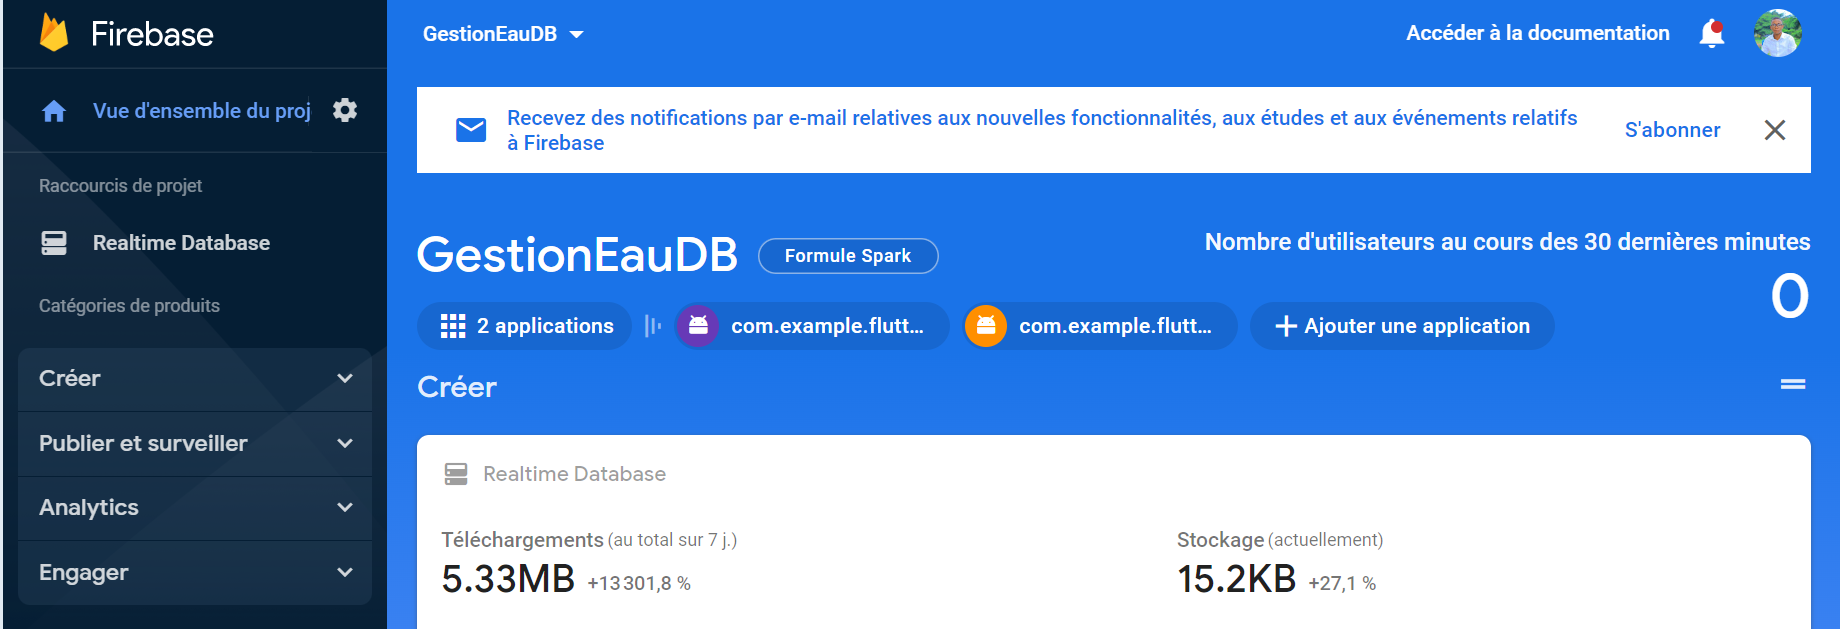 Firebase
Vue d'ensemble du proj
Raccourcis de projet
Realtime Database
Catégories de produits
Créer
Publier et surveiller
Analytics
Engager
GestionEauDB
Accéder à la documentation
Recevez des notifications par e-mail relatives aux nouvelles fonctionnalités, aux études et aux événements relatifs
à Firebase
S'abonner
GestionEauDB
Formule Spark
Nombre d'utilisateurs au cours des 30 dernières minutes
0
2 applications
com.example.flutt...
com.example.flutt...
Ajouter une application
Créer
Realtime Database
Téléchargements (au total sur 7 j.)
5.33MB +13 301,8 %
Stockage (actuellement)
15.2KB +27,1 %